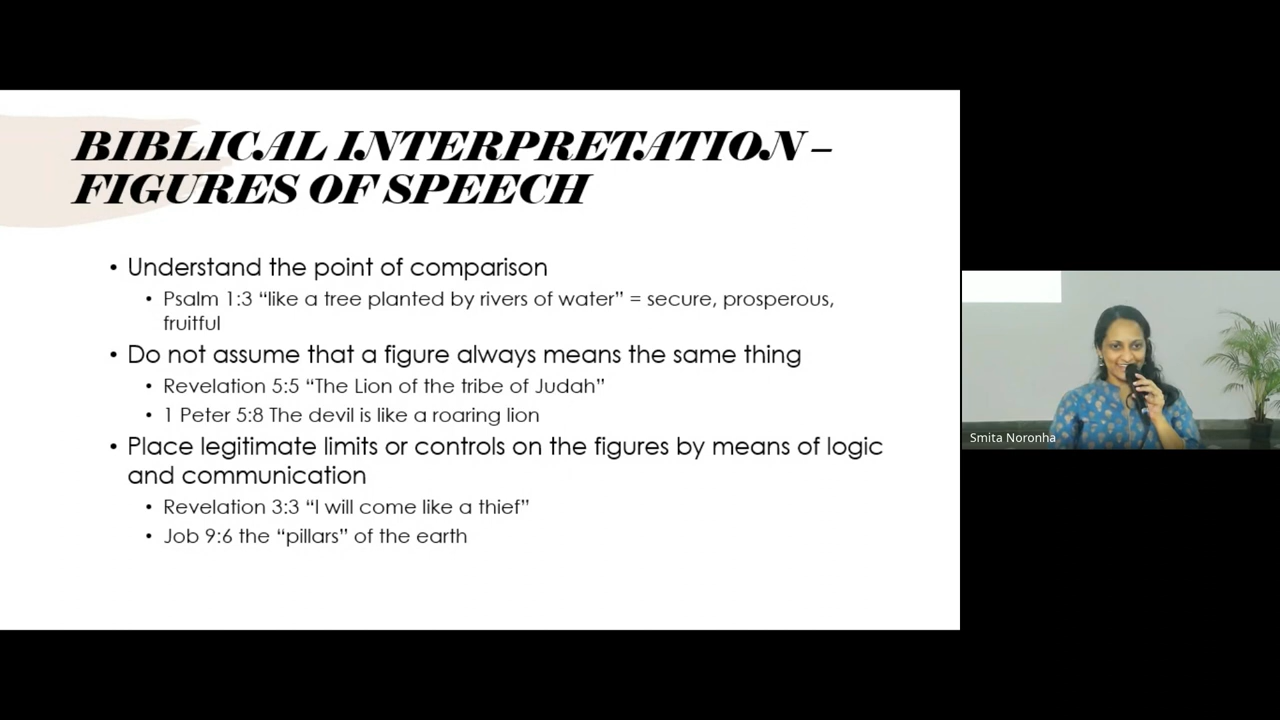 BIBLICAL INTERPRETATION –
FIGURES OF SPEECH
• Understand the point of comparison
• Psalm 1:3 “like a tree planted by rivers of water” = secure, prosperous,
fruitful
• Do not assume that a figure always means the same thing
• Revelation 5:5 “The Lion of the tribe of Judah”
• 1 Peter 5:8 The devil is like a roaring lion
• Place legitimate limits or controls on the figures by means of logic
and communication
• Revelation 3:3 “I will come like a thief”
• Job 9:6 the “pillars” of the earth
Smita Noronha